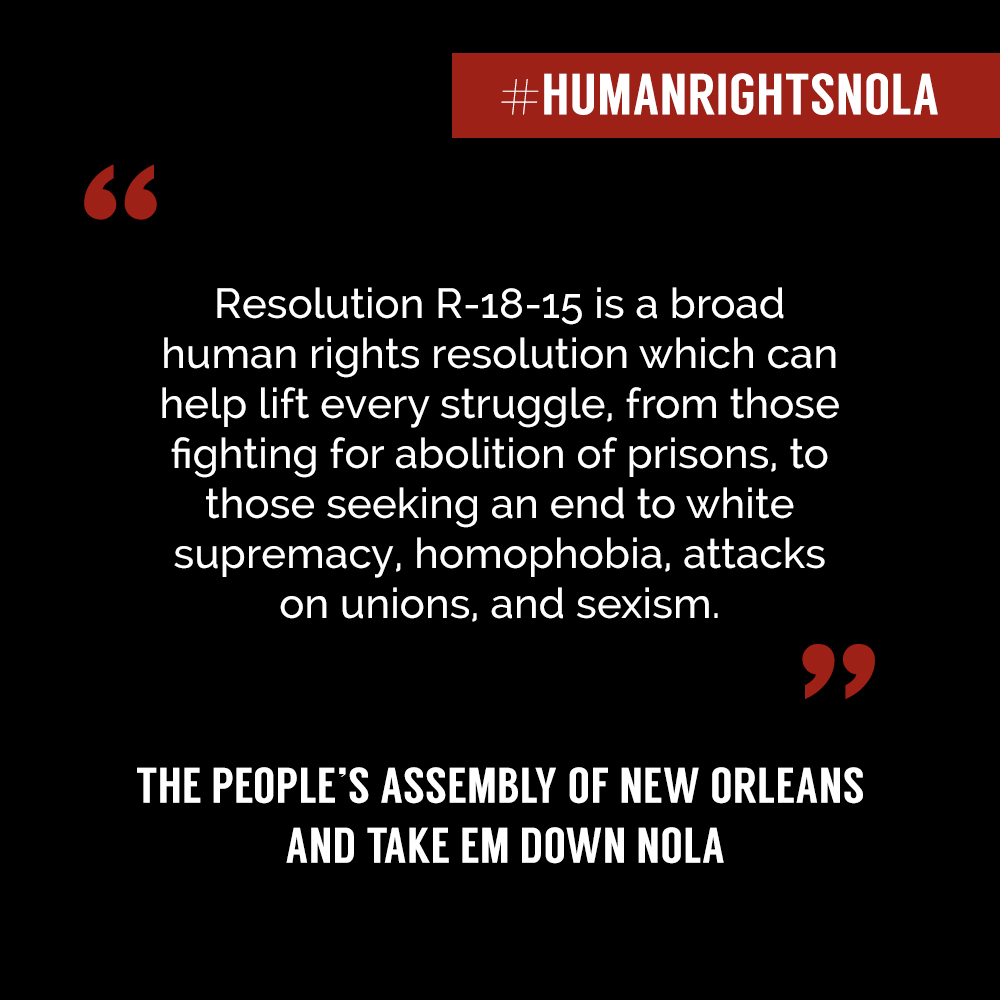 #HUMANRIGHTSNOLA
“
Resolution R-18-15 is a broad
human rights resolution which can
help lift every struggle, from those
fighting for abolition of prisons, to
those seeking an end to white
supremacy, homophobia, attacks
on unions, and sexism.
”
THE PEOPLE'S ASSEMBLY OF NEW ORLEANS
AND TAKE EM DOWN NOLA